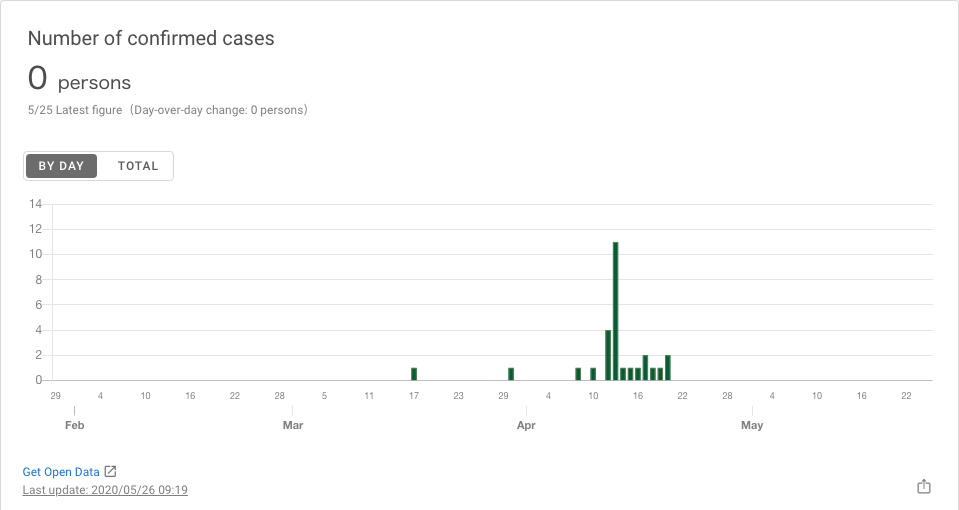 Number of confirmed cases
0 persons
5/25 Latest figure（Day-over-day change: 0 persons）
BY DAY TOTAL
14
12
10
8
6
4
2
0
29 4 10 16 22 28 5 11 17 23 29 4 10 16 22 28 4 10 16 22
Feb Mar Apr May
Get Open Data
Last update: 2020/05/26 09:19